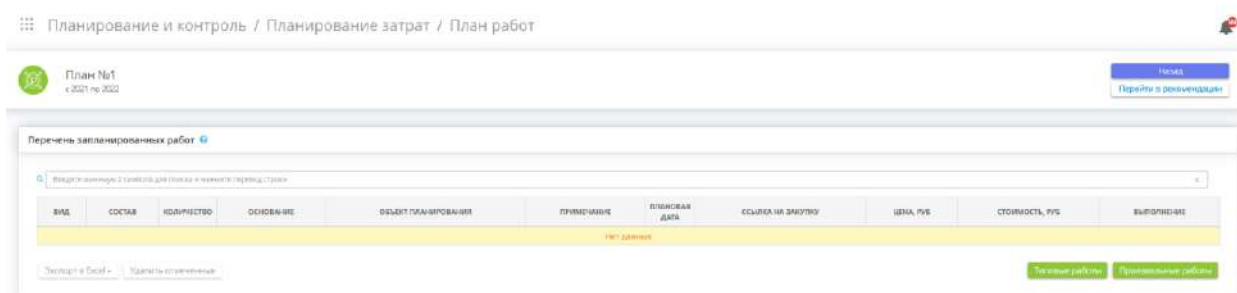 Планирование и контроль / Планирование затрат / План работ
План №1
с 2021 по 2022
Назад
Перейти в рекомендации
Перечень запланированных работ
Введите минимум 2 символа для поиска и нажмите перевод строки
ВИД СОСТАВ КОЛИЧЕСТВО ОСНОВАНИЕ ОБЪЕКТ ПЛАНИРОВАНИЯ ПРИМЕЧАНИЕ ПЛАНОВАЯ ДАТА ССЫЛКА НА ЗАКУПКУ ЦЕНА, РУБ СТОИМОСТЬ, РУБ ВЫПОЛНЕНИЕ
Нет данных
Экспорт в Excel Удалить отмеченные Типовые работы Произвольные работы